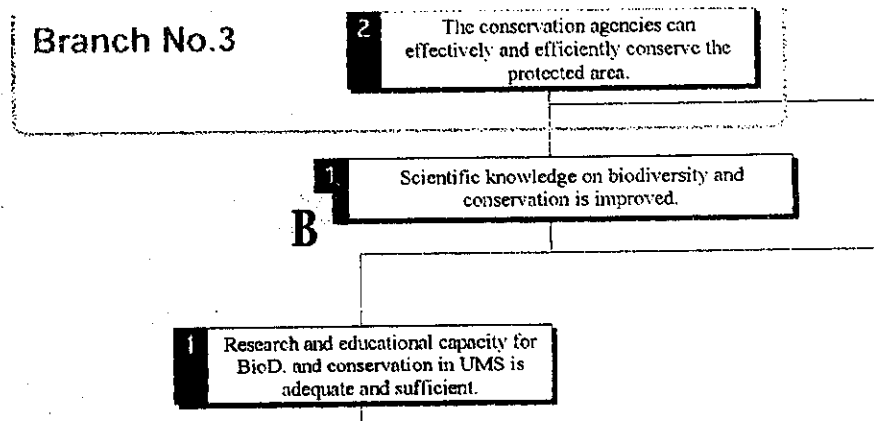 Branch No.3
2
The conservation agencies can
effectively and efficiently conserve the
protected area.
1
Scientific knowledge on biodiversity and
conservation is improved.
B
1
Research and educational capacity for
BioD. and conservation in UMS is
adequate and sufficient.